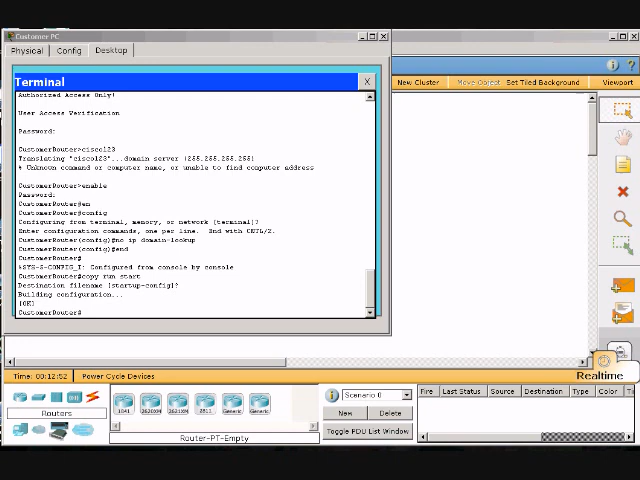 Customer PC
Physical Config Desktop
Terminal X
Authorized Access Only!
User Access Verification
Password:
CustomerRouter>cisco123
Translating "cisco123"...domain server (255.255.255.255)
% Unknown command or computer name, or unable to find computer address
CustomerRouter>enable
Password:
CustomerRouter#en
CustomerRouter#config
Configuring from terminal, memory, or network [terminal]?
Enter configuration commands, one per line. End with CNTL/Z.
CustomerRouter(config)#no ip domain-lookup
CustomerRouter(config)#end
CustomerRouter#
%SYS-5-CONFIG_I: Configured from console by console
CustomerRouter#copy run start
Destination filename [startup-config]?
Building configuration...
[OK]
CustomerRouter#
New Cluster Move Object Set Tiled Background Viewport
Realtime
Time: 00:12:52 Power Cycle Devices
Routers
1841 2620XM 2621XM 2811 Generic Generic
Router-PT-Empty
Scenario 0
New Delete
Toggle PDU List Window
Fire Last Status Source Destination Type Color